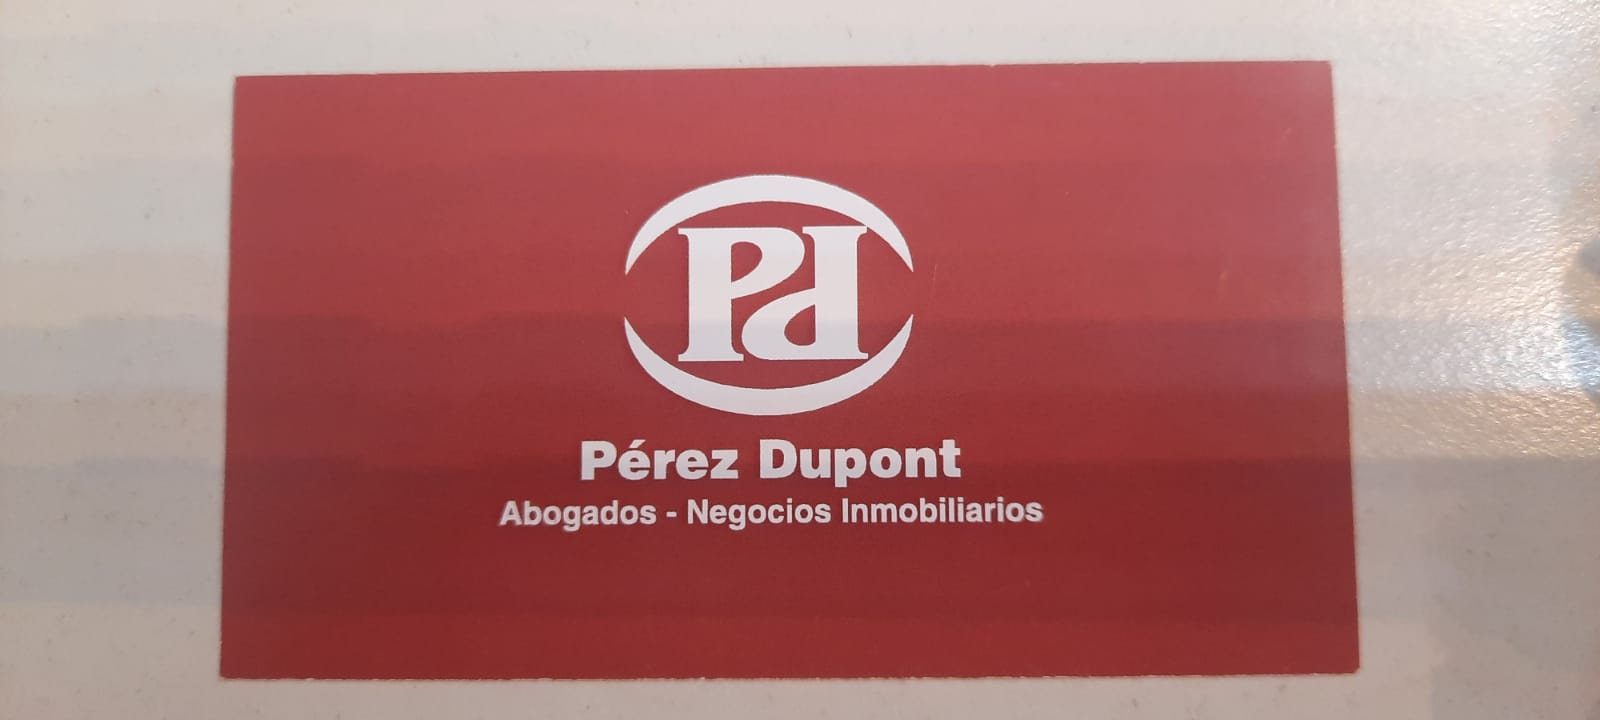 Pd
Pérez Dupont
Abogados - Negocios Inmobiliarios